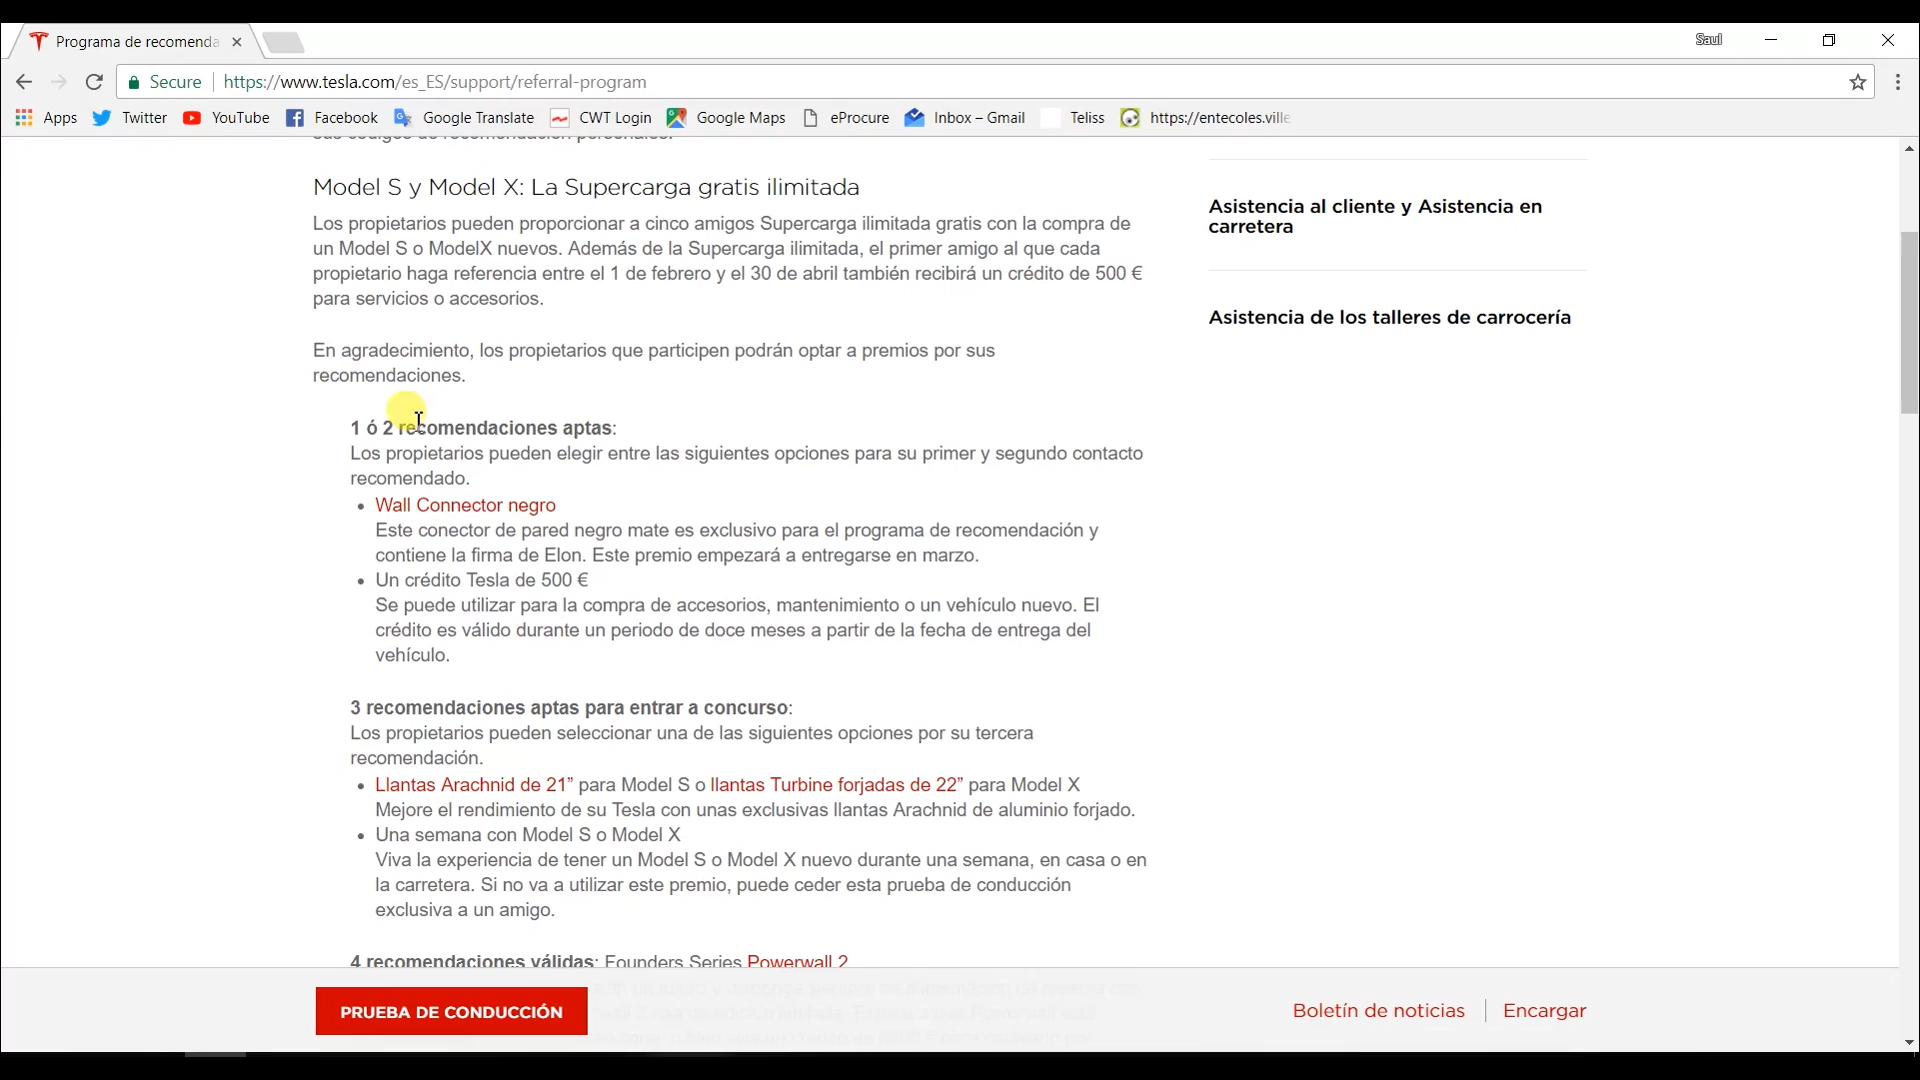 Programa de recomenda
Saul
Secure
https://www.tesla.com/es_ES/support/referral-program
Apps
Twitter
YouTube
Facebook
Google Translate
CWT Login
Google Maps
eProcure
Inbox – Gmail
Teliss
https://entecoles.ville
sus códigos de recomendación personales.
Model S y Model X: La Supercarga gratis ilimitada
Los propietarios pueden proporcionar a cinco amigos Supercarga ilimitada gratis con la compra de
un Model S o ModelX nuevos. Además de la Supercarga ilimitada, el primer amigo al que cada
propietario haga referencia entre el 1 de febrero y el 30 de abril también recibirá un crédito de 500 €
para servicios o accesorios.
En agradecimiento, los propietarios que participen podrán optar a premios por sus
recomendaciones.
1 ó 2 recomendaciones aptas:
Los propietarios pueden elegir entre las siguientes opciones para su primer y segundo contacto
recomendado.
Wall Connector negro
Este conector de pared negro mate es exclusivo para el programa de recomendación y
contiene la firma de Elon. Este premio empezará a entregarse en marzo.
Un crédito Tesla de 500 €
Se puede utilizar para la compra de accesorios, mantenimiento o un vehículo nuevo. El
crédito es válido durante un periodo de doce meses a partir de la fecha de entrega del
vehículo.
3 recomendaciones aptas para entrar a concurso:
Los propietarios pueden seleccionar una de las siguientes opciones por su tercera
recomendación.
Llantas Arachnid de 21” para Model S o llantas Turbine forjadas de 22” para Model X
Mejore el rendimiento de su Tesla con unas exclusivas llantas Arachnid de aluminio forjado.
Una semana con Model S o Model X
Viva la experiencia de tener un Model S o Model X nuevo durante una semana, en casa o en
la carretera. Si no va a utilizar este premio, puede ceder esta prueba de conducción
exclusiva a un amigo.
4 recomendaciones válidas: Founders Series Powerwall 2
Asistencia al cliente y Asistencia en
carretera
Asistencia de los talleres de carrocería
PRUEBA DE CONDUCCIÓN
Boletín de noticias
Encargar